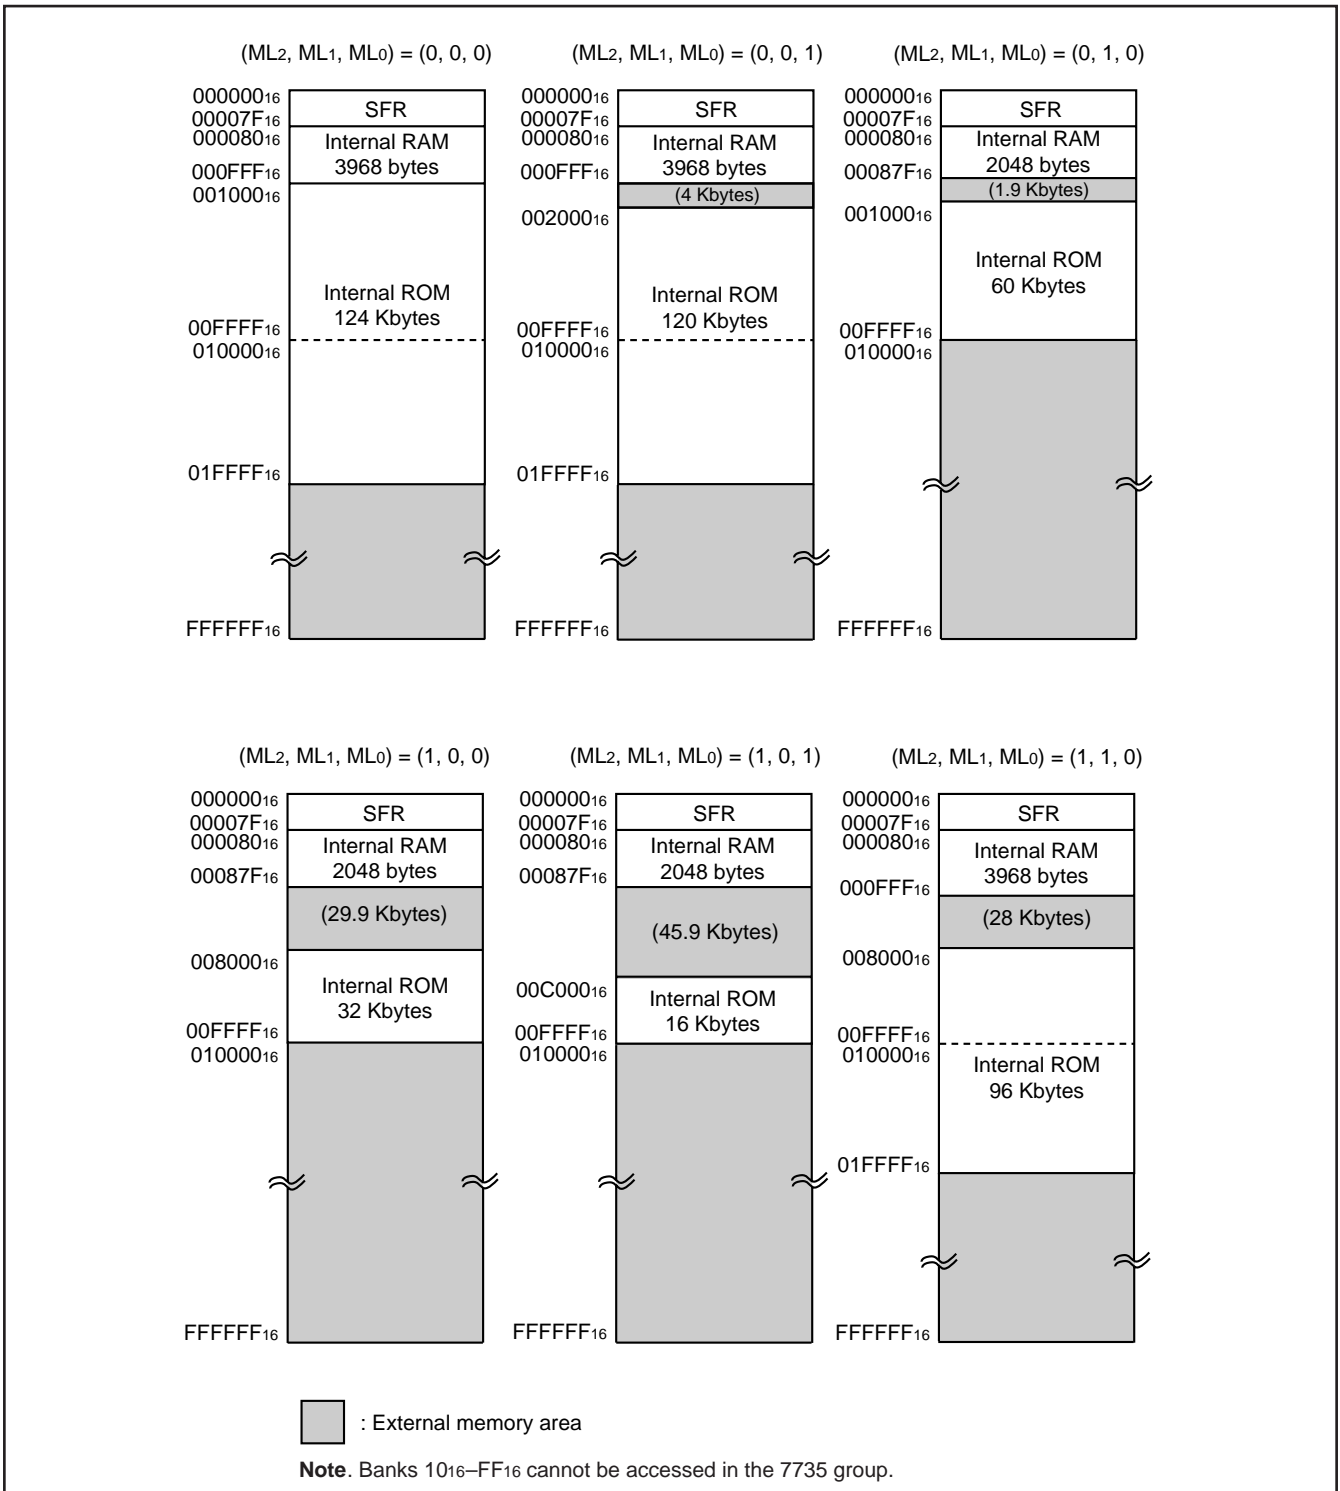 (ML2, ML1, ML0) = (0, 0, 0)
00000016
00007F16
00008016
000FFF16
00100016
00FFFF16
01000016
01FFFF16
FFFFFF16
SFR
Internal RAM
3968 bytes
Internal ROM
124 Kbytes
(ML2, ML1, ML0) = (0, 0, 1)
00000016
00007F16
00008016
000FFF16
00200016
00FFFF16
01000016
01FFFF16
FFFFFF16
SFR
Internal RAM
3968 bytes
(4 Kbytes)
Internal ROM
120 Kbytes
(ML2, ML1, ML0) = (0, 1, 0)
00000016
00007F16
00008016
00087F16
00100016
00FFFF16
01000016
FFFFFF16
SFR
Internal RAM
2048 bytes
(1.9 Kbytes)
Internal ROM
60 Kbytes
(ML2, ML1, ML0) = (1, 0, 0)
00000016
00007F16
00008016
00087F16
00800016
00FFFF16
01000016
FFFFFF16
SFR
Internal RAM
2048 bytes
(29.9 Kbytes)
Internal ROM
32 Kbytes
(ML2, ML1, ML0) = (1, 0, 1)
00000016
00007F16
00008016
00087F16
00C00016
00FFFF16
01000016
FFFFFF16
SFR
Internal RAM
2048 bytes
(45.9 Kbytes)
Internal ROM
16 Kbytes
(ML2, ML1, ML0) = (1, 1, 0)
00000016
00007F16
00008016
000FFF16
00800016
00FFFF16
01000016
01FFFF16
FFFFFF16
SFR
Internal RAM
3968 bytes
(28 Kbytes)
Internal ROM
96 Kbytes
: External memory area
Note. Banks 1016–FF16 cannot be accessed in the 7735 group.